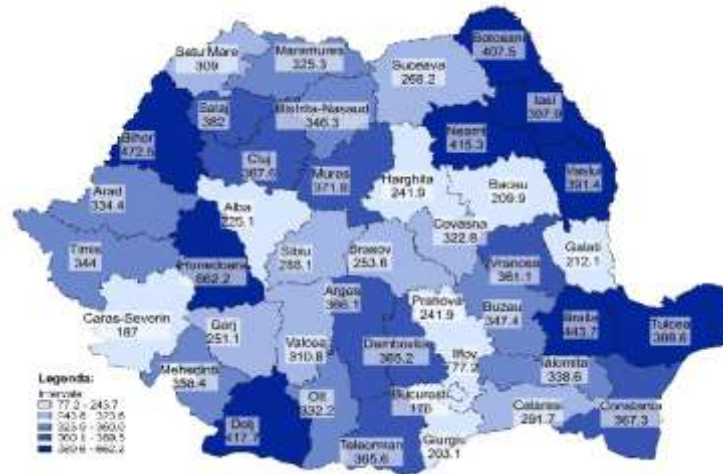 Botosani
407.5
Satu Mare
309
Maramures
325.3
Suceava
268.2
Iasi
Salaj
382
Bistrita-Nasaud
346.3
Neamt
415.3
Bihor
472.5
Cluj
Mures
371.8
Harghita
241.9
Bacau
209.9
Vaslui
391.4
Arad
334.4
Alba
225.1
Covasna
322.8
Timis
344
Hunedoara
662.2
Sibiu
Brasov
253.6
Vrancea
361.1
Galati
212.1
Caras-Severin
187
Gorj
251.1
Arges
366.1
Prahova
241.9
Buzau
347.4
Braila
443.7
Tulcea
Valcea
310.8
Dambovita
365.2
Ilfov
77.2
Ialomita
338.6
Mehedinti
358.4
Olt
332.2
Bucuresti
Calarasi
291.7
Constanta
367.3
Dolj
417.7
Teleorman
365.6
Giurgiu
203.1
Legenda:
Intervals
77.2 - 243.7